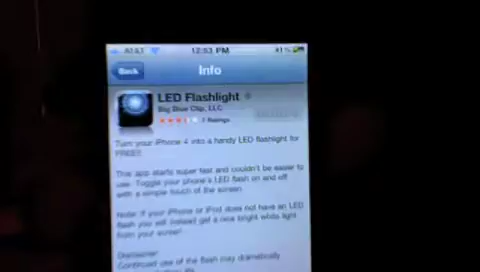 AT&T 12:53 PM 41%
Back
Info
LED Flashlight
Big Blue Clip, LLC
7 Ratings
Turn your iPhone 4 into a handy LED flashlight for
FREE!!
This app starts super fast and couldn't be easier to
use. Toggle your phone's LED flash on and off
with a simple touch of the screen.
Note: If your iPhone or iPod does not have an LED
flash you will instead get a nice bright white light
from your screen!
Disclaimer:
Continued use of the flash may dramatically